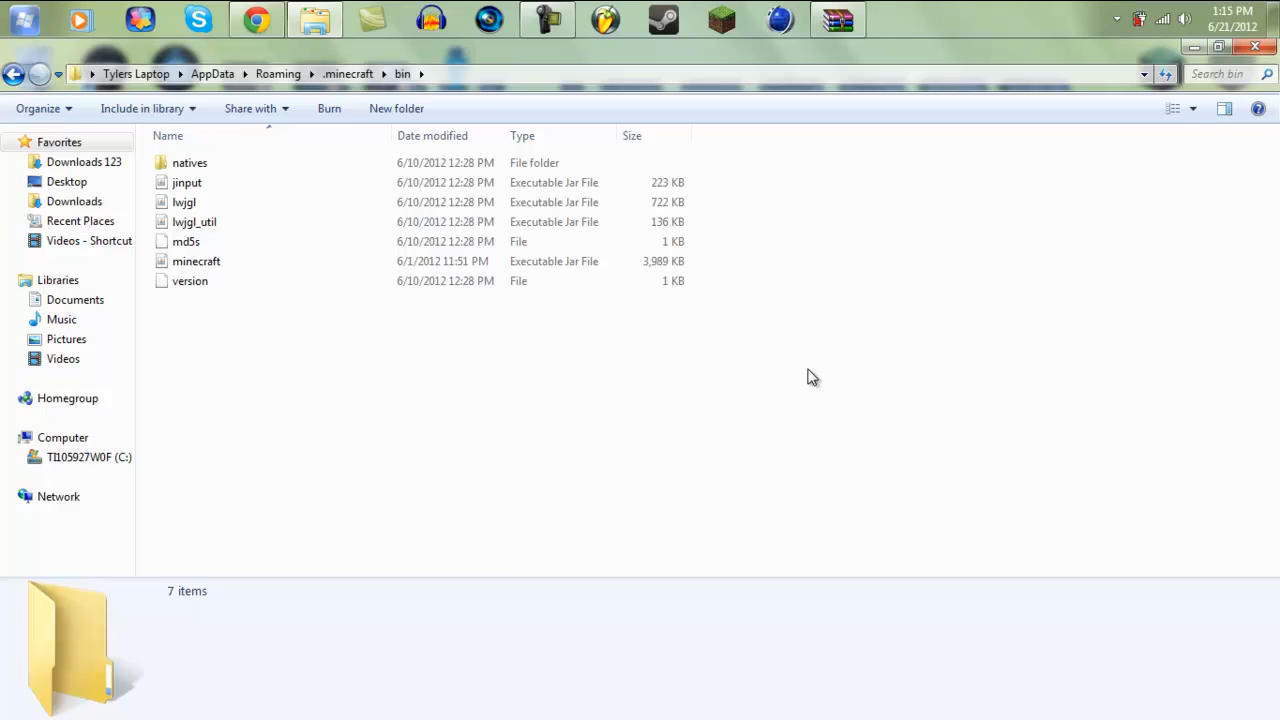 1:15 PM
6/21/2012
Tylers Laptop AppData Roaming .minecraft bin
Search bin
Organize Include in library Share with Burn New folder
Name Date modified Type Size
Favorites
Downloads 123
Desktop
Downloads
Recent Places
Videos - Shortcut
Libraries
Documents
Music
Pictures
Videos
Homegroup
Computer
TI105927W0F (C:)
Network
natives 6/10/2012 12:28 PM File folder
jinput 6/10/2012 12:28 PM Executable Jar File 223 KB
lwjgl 6/10/2012 12:28 PM Executable Jar File 722 KB
lwjgl_util 6/10/2012 12:28 PM Executable Jar File 136 KB
md5s 6/10/2012 12:28 PM File 1 KB
minecraft 6/1/2012 11:51 PM Executable Jar File 3,989 KB
version 6/10/2012 12:28 PM File 1 KB
7 items